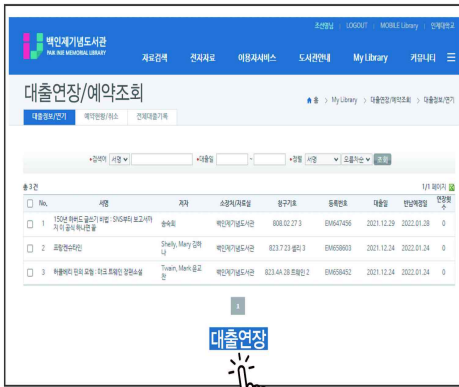 조선영님 | LOGOUT | MOBILE Library | 인제대학교
백인제기념도서관
PAIK INJE MEMORIAL LIBRARY
자료검색 전자자료 이용자서비스 도서관안내 My Library 커뮤니티
대출연장/예약조회
홈 > My Library > 대출연장/예약조회 > 대출정보/연기
대출정보/연기 예약현황/취소 전체대출기록
검색어 서명 대출일 - 정렬 서명 오름차순 조회
총 3 건 1/1 페이지
No. 서명 저자 소장처/자료실 청구기호 등록번호 대출일 반납예정일 연장횟수
1 150년 하버드 글쓰기 비법 : SNS부터 보고서까지 이 공식 하나면 끝 송숙희 백인제기념도서관 808.02 27 3 EM647456 2021.12.29 2022.01.28 0
2 프랑켄슈타인 Shelly, Mary 김하나 백인제기념도서관 823.7 23 셸리 3 EM658603 2021.12.24 2022.01.24 0
3 허클베리 핀의 모험 : 마크 트웨인 장편소설 Twain, Mark 윤교찬 백인제기념도서관 823.4A 28 트웨인 2 EM658452 2021.12.24 2022.01.24 0
1
대출연장